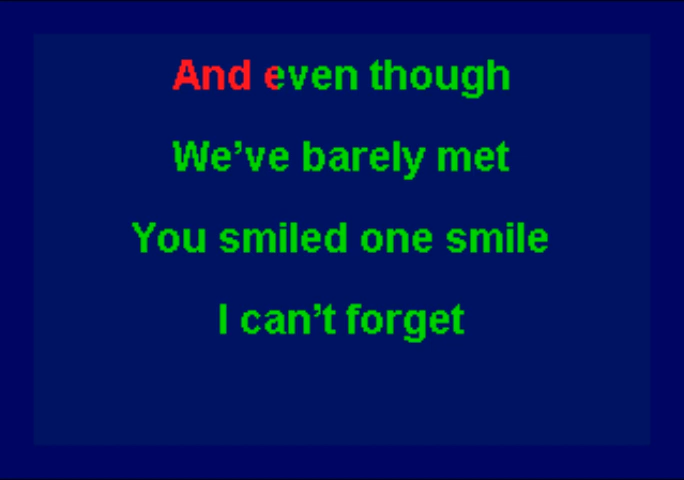 And even though
We've barely met
You smiled one smile
I can't forget